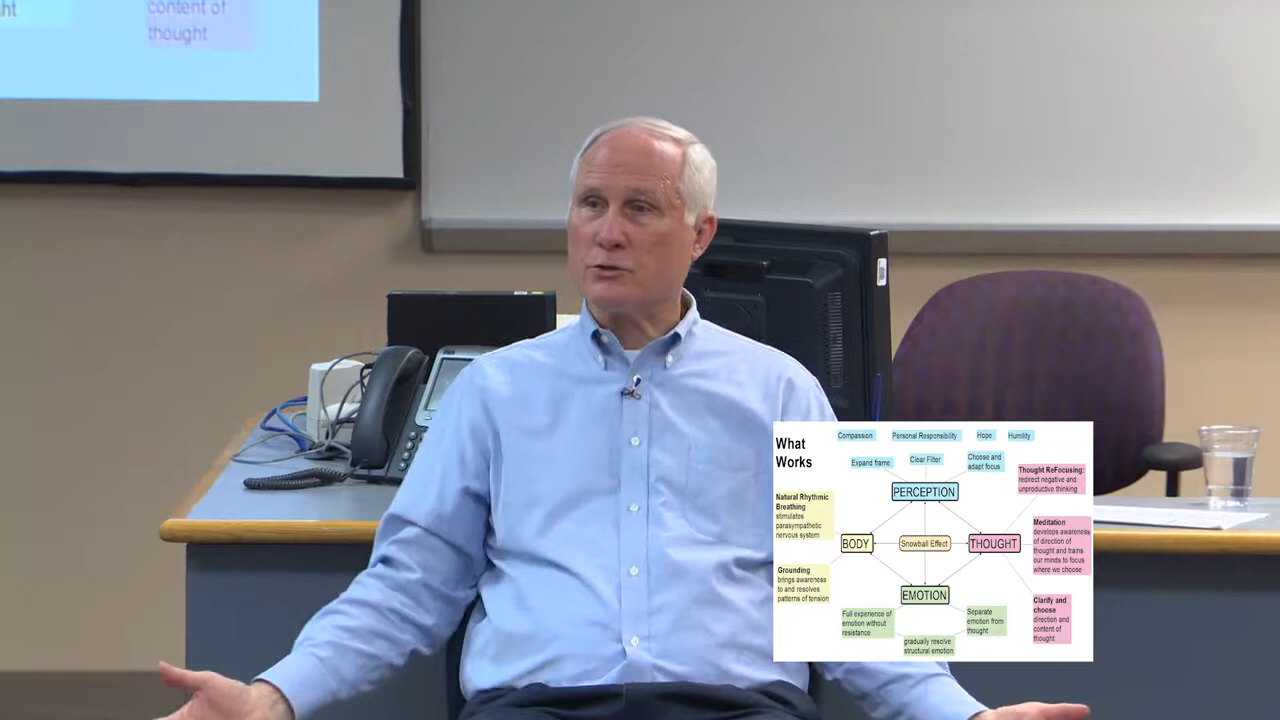 ht
content of
thought
What
Works
Compassion
Personal Responsibility
Hope
Humility
Expand frame
Clear Filter
Choose and
adapt focus
PERCEPTION
Thought ReFocusing:
redirect negative and
unproductive thinking
Natural Rhythmic
Breathing
stimulates
parasympathetic
nervous system
BODY
Snowball Effect
THOUGHT
Meditation
develops awareness
of direction of
thought and trains
our minds to focus
where we choose
Grounding
brings awareness
to and resolves
patterns of tension
EMOTION
Full experience of
emotion without
resistance
Separate
emotion from
thought
gradually resolve
structural emotion
Clarify and
choose
direction and
content of
thought